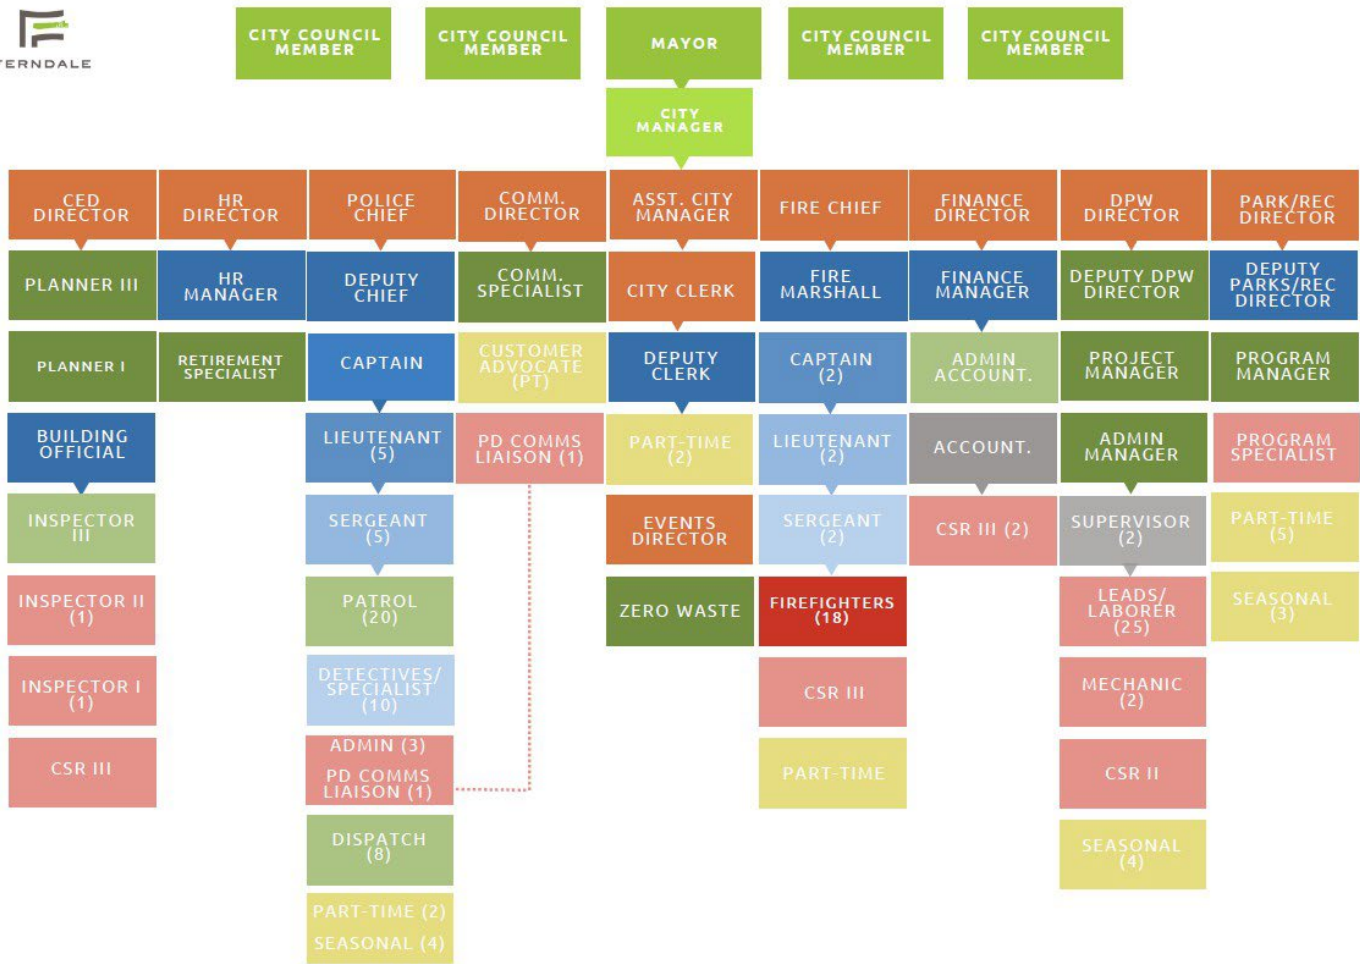 FERNDALE
CITY COUNCIL
MEMBER
CITY COUNCIL
MEMBER
MAYOR
CITY COUNCIL
MEMBER
CITY COUNCIL
MEMBER
CITY
MANAGER
CED
DIRECTOR
HR
DIRECTOR
POLICE
CHIEF
COMM.
DIRECTOR
ASST. CITY
MANAGER
FIRE CHIEF
FINANCE
DIRECTOR
DPW
DIRECTOR
PARK/REC
DIRECTOR
PLANNER III
HR
MANAGER
DEPUTY
CHIEF
COMM.
SPECIALIST
CITY CLERK
FIRE
MARSHALL
FINANCE
MANAGER
DEPUTY DPW
DIRECTOR
DEPUTY
PARKS/REC
DIRECTOR
PLANNER I
RETIREMENT
SPECIALIST
CAPTAIN
CUSTOMER
ADVOCATE
(PT)
DEPUTY
CLERK
CAPTAIN
(2)
ADMIN
ACCOUNT.
PROJECT
MANAGER
PROGRAM
MANAGER
BUILDING
OFFICIAL
LIEUTENANT
(5)
PD COMMS
LIAISON (1)
PART-TIME
(2)
LIEUTENANT
(2)
ACCOUNT.
ADMIN
MANAGER
PROGRAM
SPECIALIST
INSPECTOR
III
SERGEANT
(5)
EVENTS
DIRECTOR
SERGEANT
(2)
CSR III (2)
SUPERVISOR
(2)
PART-TIME
(5)
INSPECTOR II
(1)
PATROL
(20)
ZERO WASTE
FIREFIGHTERS
(18)
LEADS/
LABORER
(25)
SEASONAL
(3)
INSPECTOR I
(1)
DETECTIVES/
SPECIALIST
(10)
CSR III
MECHANIC
(2)
CSR III
ADMIN (3)
PD COMMS
LIAISON (1)
PART-TIME
CSR II
DISPATCH
(8)
SEASONAL
(4)
PART-TIME (2)
SEASONAL (4)